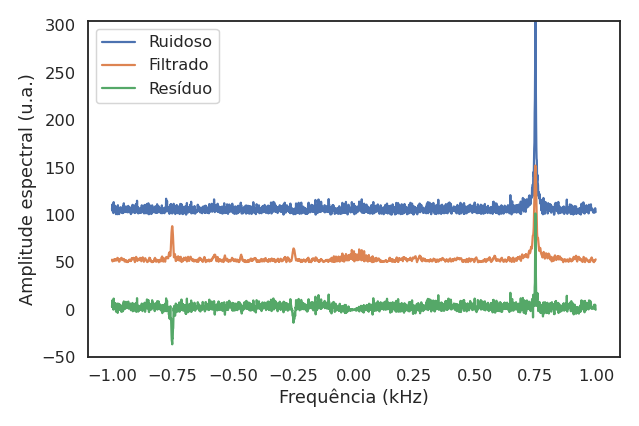 Ruidoso
Filtrado
Resíduo
Amplitude espectral (u.a.)
300
250
200
150
100
50
0
−50
−1.00 −0.75 −0.50 −0.25 0.00 0.25 0.50 0.75 1.00
Frequência (kHz)